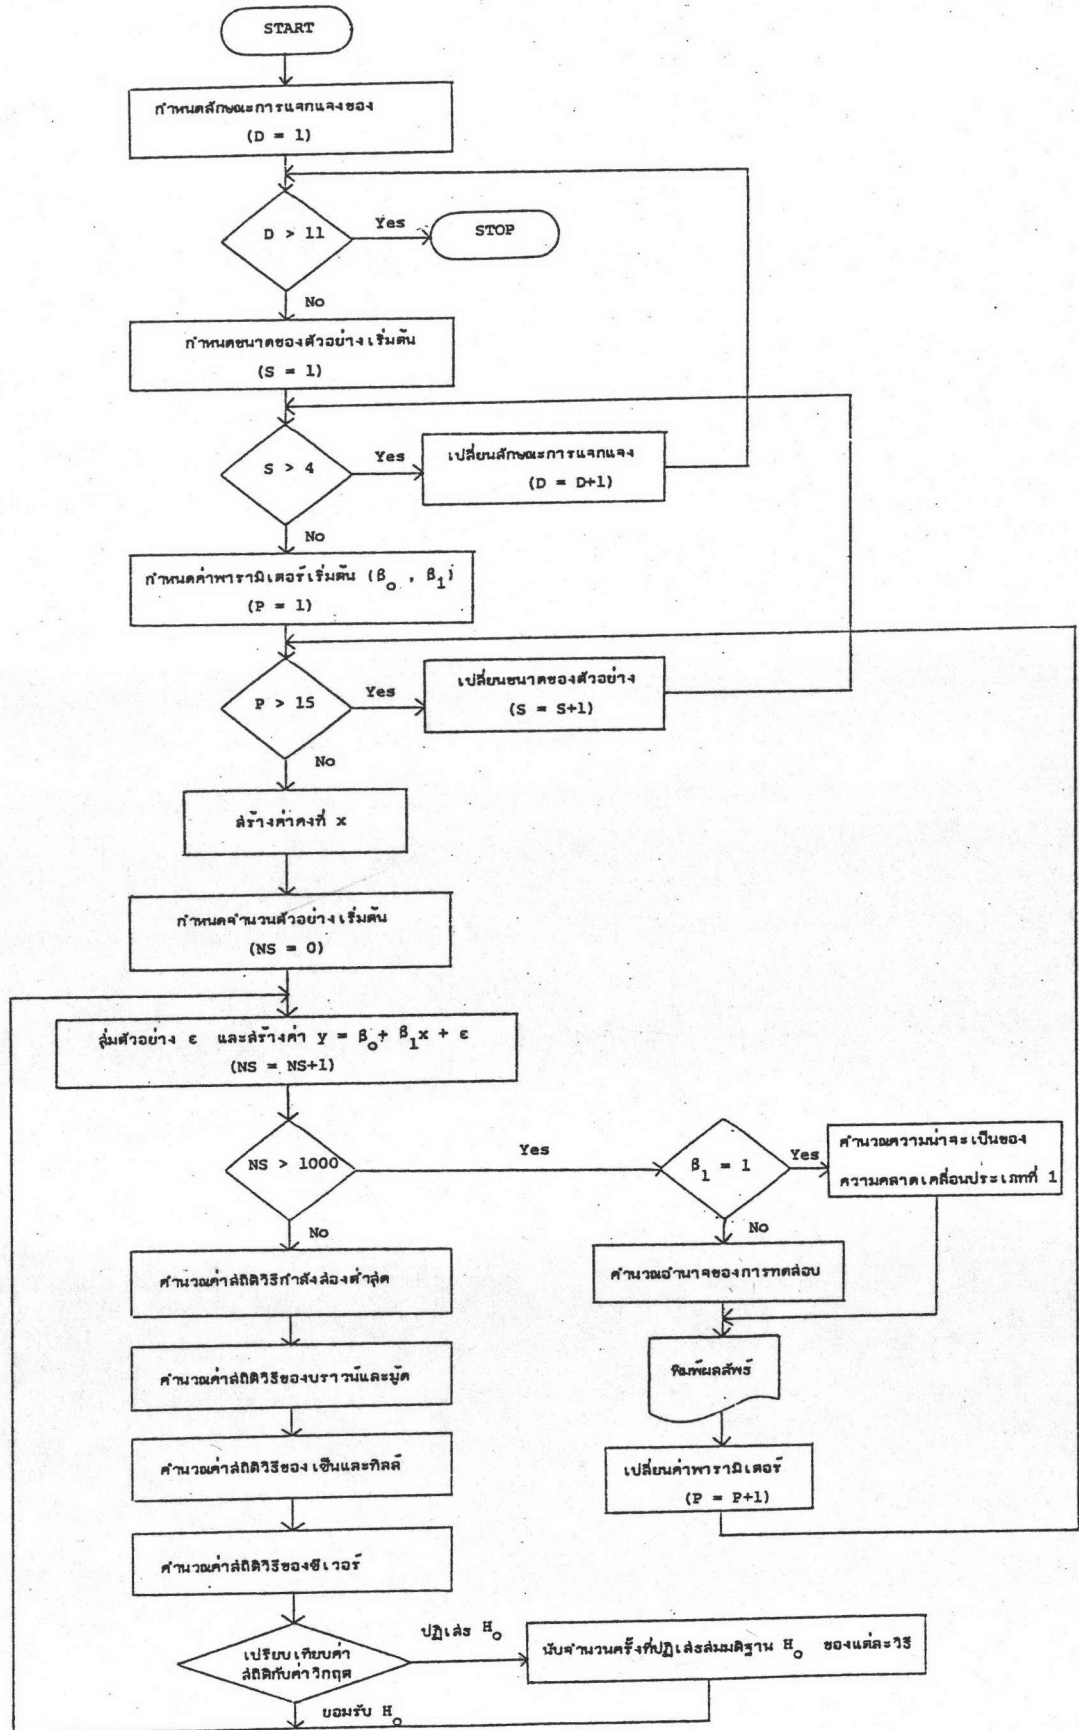 START
กำหนดลักษณะการแจกแจงของ
(D = 1)
D > 11
Yes
STOP
No
กำหนดขนาดของตัวอย่างเริ่มต้น
(S = 1)
S > 4
Yes
เปลี่ยนลักษณะการแจกแจง
(D = D+1)
No
กำหนดค่าพารามิเตอร์เริ่มต้น (β₀ , β₁)
(P = 1)
P > 15
Yes
เปลี่ยนขนาดของตัวอย่าง
(S = S+1)
No
สร้างค่าคงที่ x
กำหนดจำนวนตัวอย่างเริ่มต้น
(NS = 0)
สุ่มตัวอย่าง ε และสร้างค่า y = β₀+ β₁x + ε
(NS = NS+1)
NS > 1000
Yes
β₁ = 1
Yes
คำนวณความน่าจะเป็นของ
ความคลาดเคลื่อนประเภทที่ 1
No
No
คำนวณค่าสถิติวิธีกำลังสองต่ำสุด
คำนวณอำนาจของการทดสอบ
คำนวณค่าสถิติวิธีของบราวน์และมู้ด
พิมพ์ผลลัพธ์
คำนวณค่าสถิติวิธีของเซ็นและทิลล์
เปลี่ยนค่าพารามิเตอร์
(P = P+1)
คำนวณค่าสถิติวิธีของซีเวอร์
เปรียบเทียบค่า
สถิติกับค่าวิกฤต
ปฏิเสธ H₀
นับจำนวนครั้งที่ปฏิเสธสมมติฐาน H₀ ของแต่ละวิธี
ยอมรับ H₀